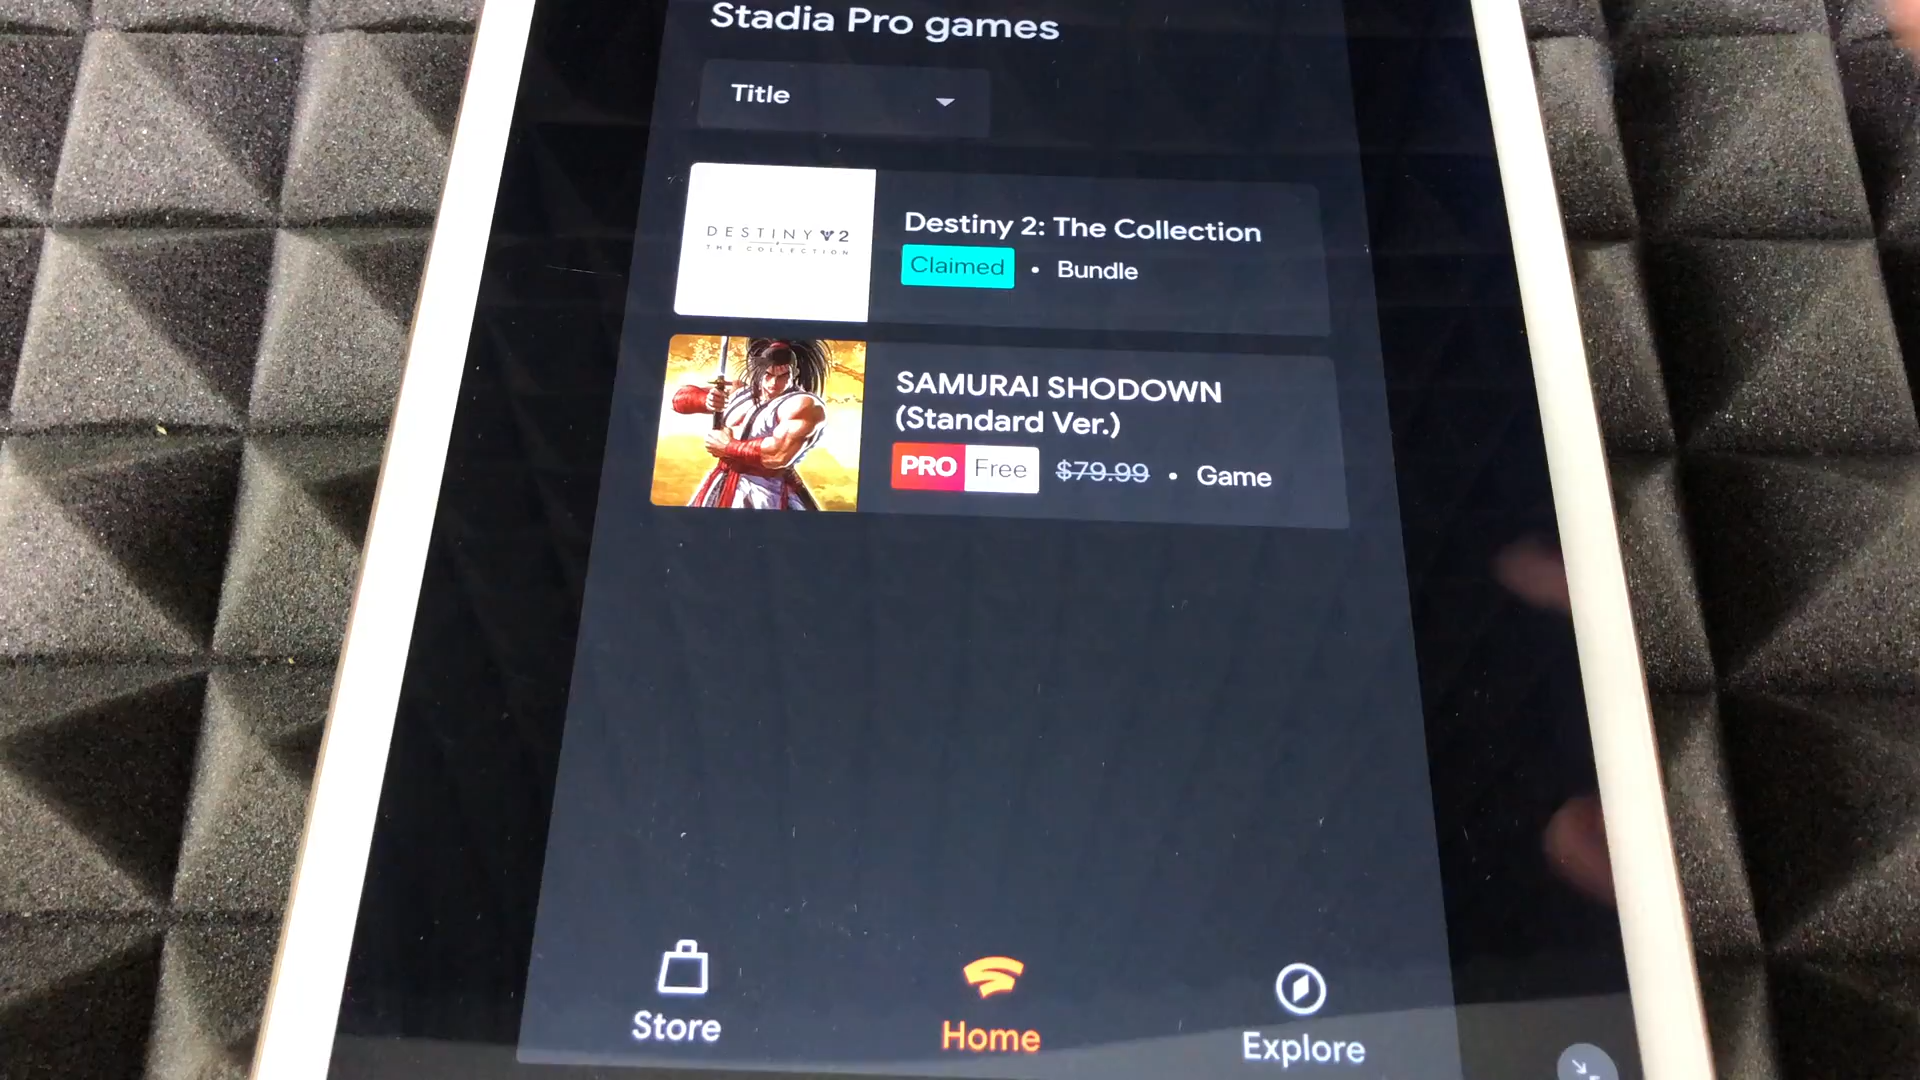 Stadia Pro games
Title
DESTINY 2
THE COLLECTION
Destiny 2: The Collection
Claimed • Bundle
SAMURAI SHODOWN
(Standard Ver.)
PRO Free $79.99 • Game
Store
Home
Explore